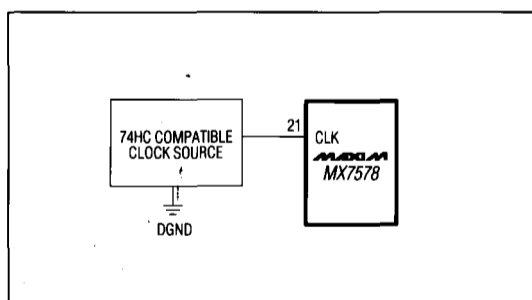 74HC COMPATIBLE
CLOCK SOURCE
DGND
21
CLK
MAXIM
MX7578